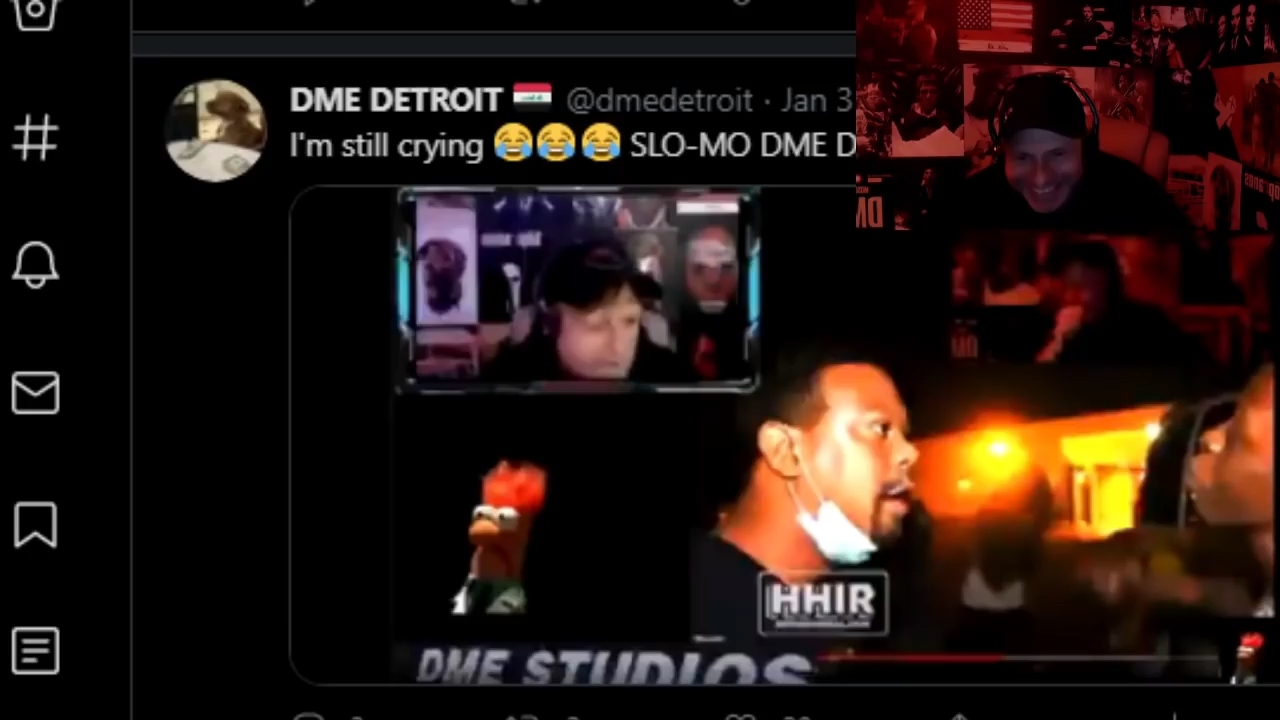 DME DETROIT 🇮🇶 @dmedetroit · Jan 3
I'm still crying 😂😂😂 SLO-MO DME D
HHIR
DME STUDIOS